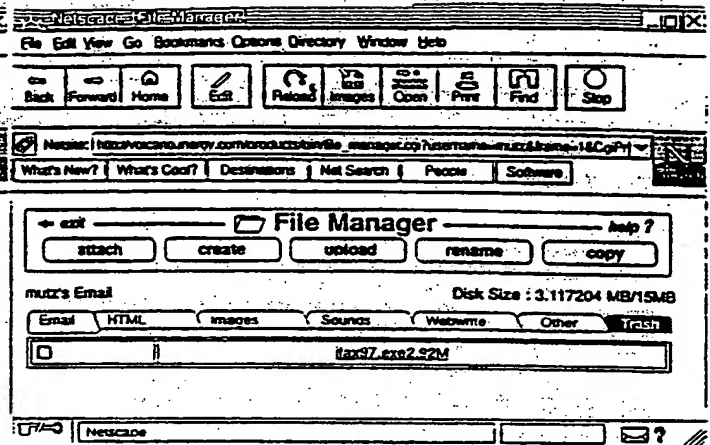 Netscape: [File Manager]
File Edit View Go Bookmarks Options Directory Window Help
Back Forward Home Edit Reload Images Open Print Find Stop
What's New? What's Cool? Destinations Net Search People Software
← exit File Manager help ?
attach create upload rename copy
mutz's Email Disk Size : 3.117204 MB/15MB
Email HTML Images Sounds Webwrite Other Trash
ifax97.exe2.92M
Netscape ?